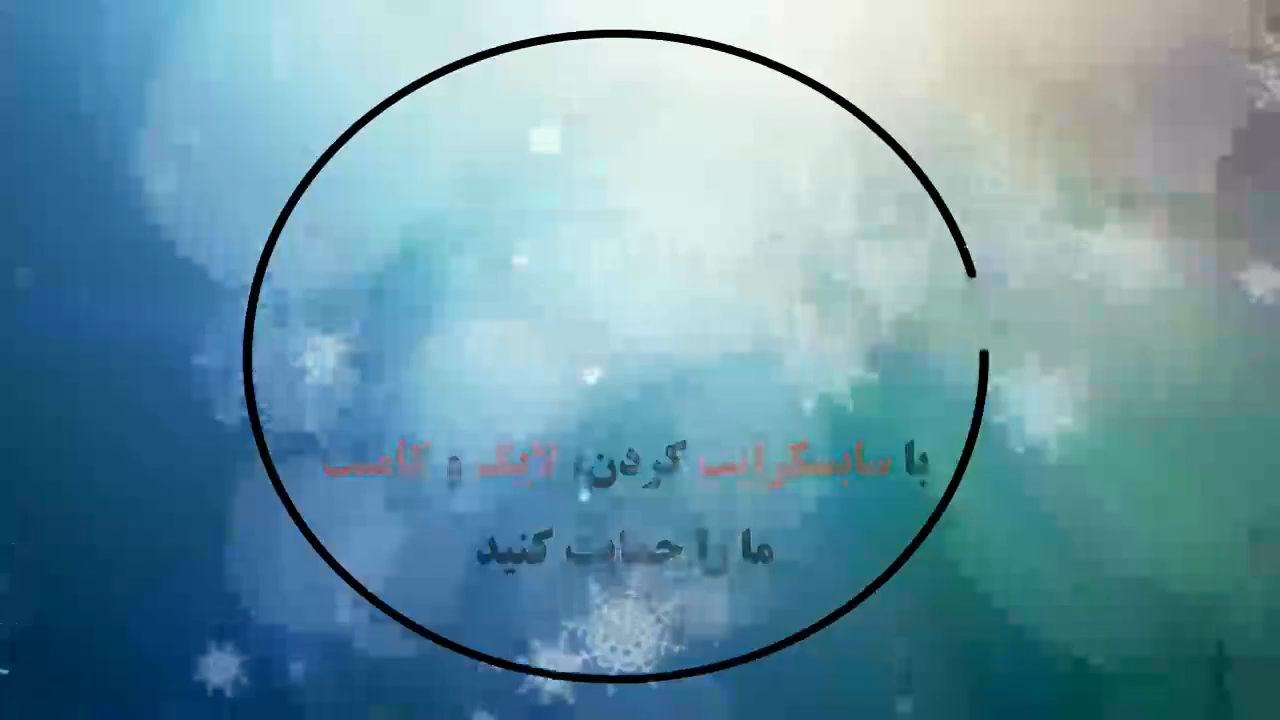 با سابسکرایب کردن، لایک و کامنت
ما را حمایت کنید